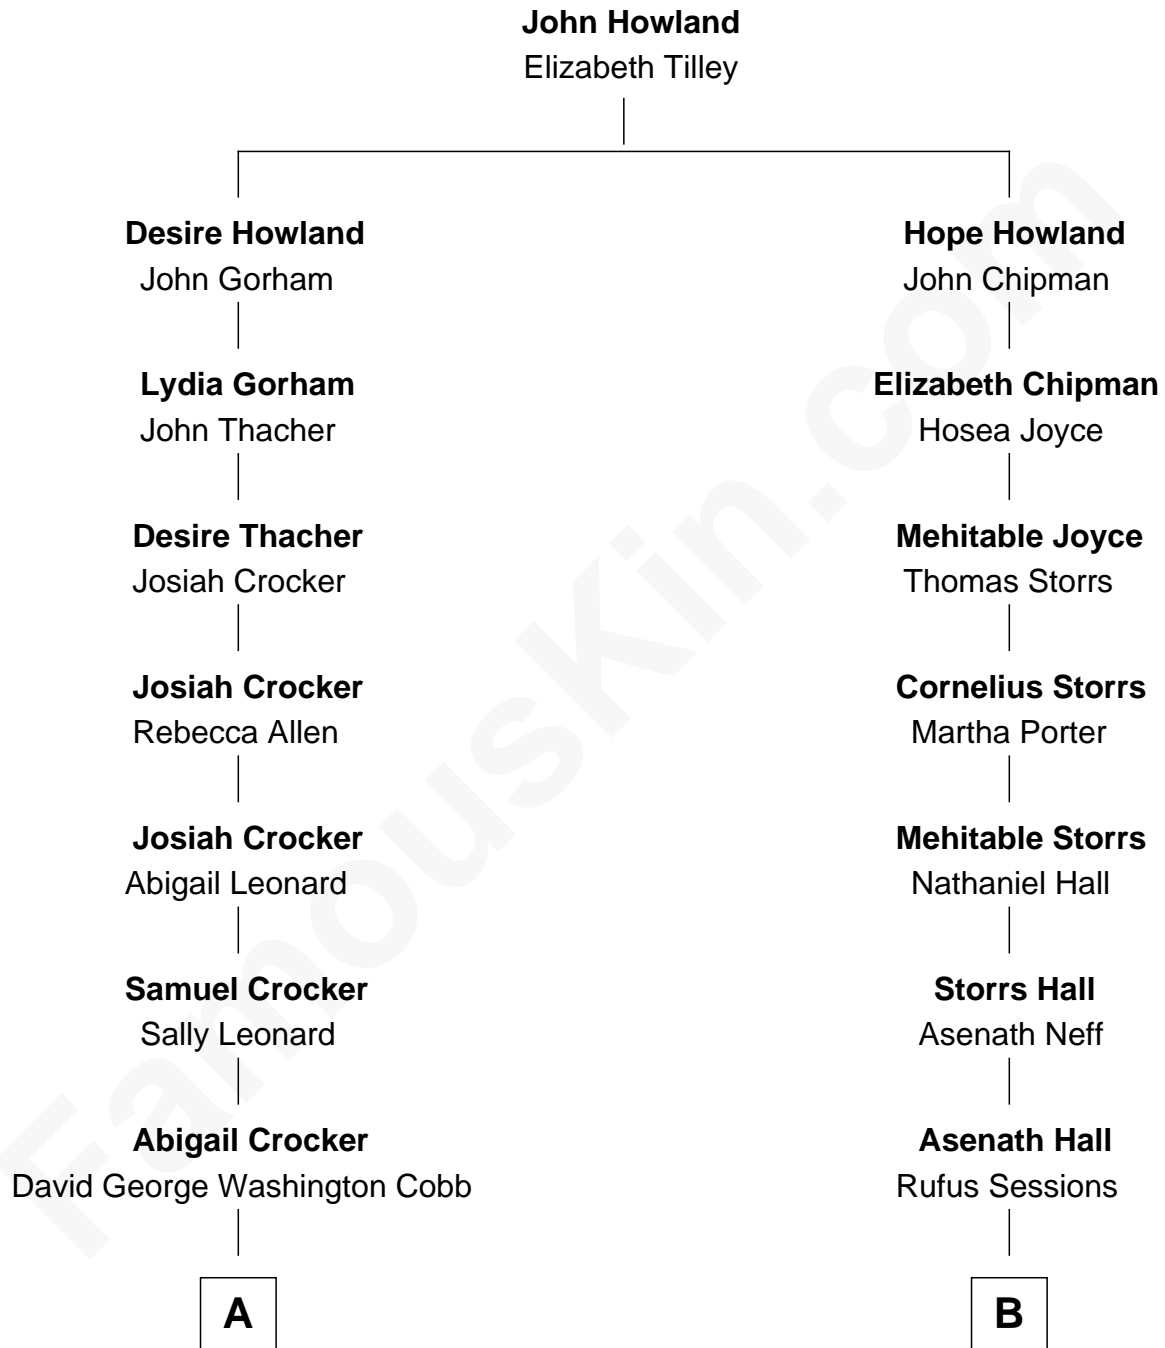 John Howland
Elizabeth Tilley
Desire Howland
John Gorham
Hope Howland
John Chipman
Lydia Gorham
John Thacher
Elizabeth Chipman
Hosea Joyce
Desire Thacher
Josiah Crocker
Mehitable Joyce
Thomas Storrs
Josiah Crocker
Rebecca Allen
Cornelius Storrs
Martha Porter
Josiah Crocker
Abigail Leonard
Mehitable Storrs
Nathaniel Hall
Samuel Crocker
Sally Leonard
Storrs Hall
Asenath Neff
Abigail Crocker
David George Washington Cobb
Asenath Hall
Rufus Sessions
A
B
FamousKin.com